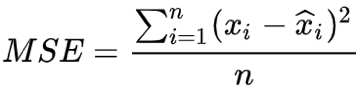 MSE = \frac{\sum_{i=1}^{n}(x_i - \widehat{x}_i)^2}{n}